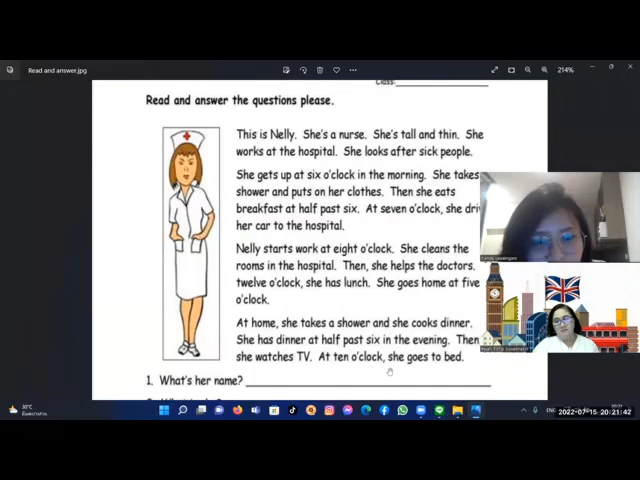 Read and answer.jpg
214%
Class:
Read and answer the questions please.
This is Nelly. She's a nurse. She's tall and thin. She
works at the hospital. She looks after sick people.
She gets up at six o'clock in the morning. She takes
shower and puts on her clothes. Then she eats
breakfast at half past six. At seven o'clock, she
her car to the hospital.
Nelly starts work at eight o'clock. She cleans the
rooms in the hospital. Then, she helps the doctors.
twelve o'clock, she has lunch. She goes home at five
o'clock.
At home, she takes a shower and she cooks dinner.
She has dinner at half past six in the evening. Then
she watches TV. At ten o'clock, she goes to bed.
1. What's her name?
30°C
ENG
2022-07-15 20:21:42